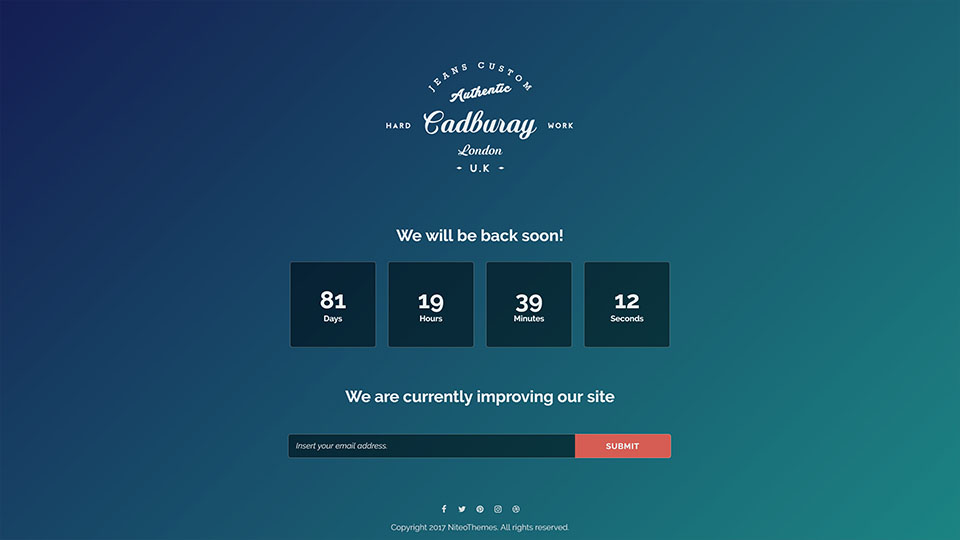 JEANS CUSTOM
Authentic
HARD Cadburay WORK
London
- U.K -
We will be back soon!
81 19 39 12
Days Hours Minutes Seconds
We are currently improving our site
Insert your email address. SUBMIT
Copyright 2017 NiteoThemes. All rights reserved.